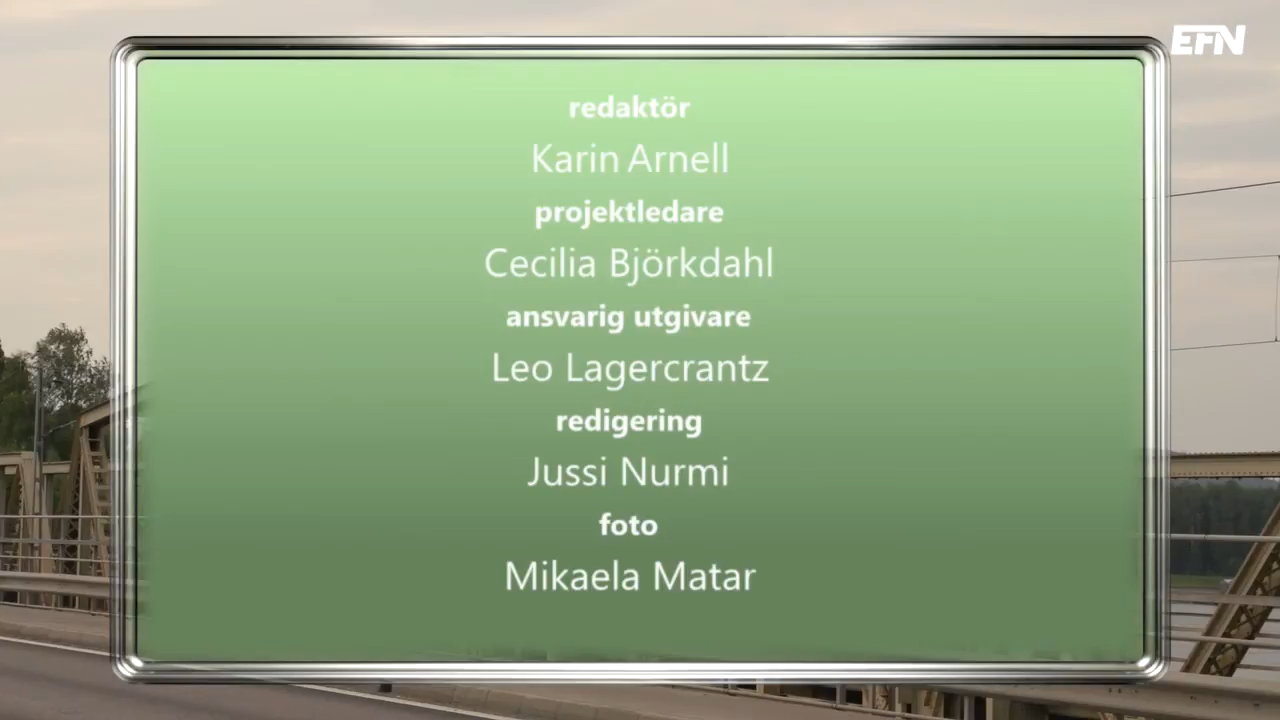 EFN
redaktör
Karin Arnell
projektledare
Cecilia Björkdahl
ansvarig utgivare
Leo Lagercrantz
redigering
Jussi Nurmi
foto
Mikaela Matar